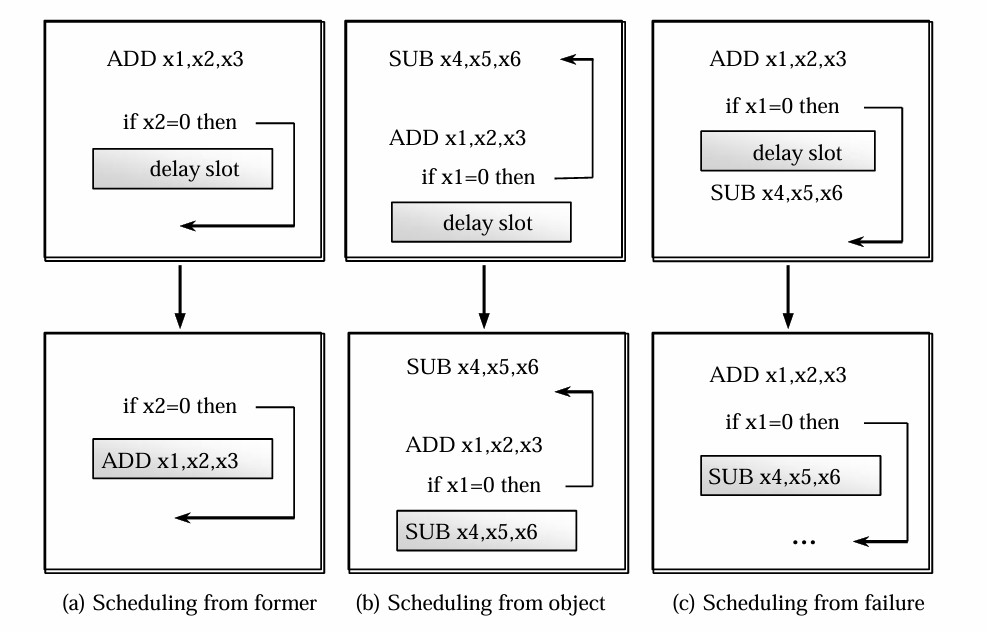 ADD x1,x2,x3
if x2=0 then
delay slot
SUB x4,x5,x6
ADD x1,x2,x3
if x1=0 then
delay slot
ADD x1,x2,x3
if x1=0 then
delay slot
SUB x4,x5,x6
if x2=0 then
ADD x1,x2,x3
SUB x4,x5,x6
ADD x1,x2,x3
if x1=0 then
SUB x4,x5,x6
ADD x1,x2,x3
if x1=0 then
SUB x4,x5,x6
...
(a) Scheduling from former
(b) Scheduling from object
(c) Scheduling from failure